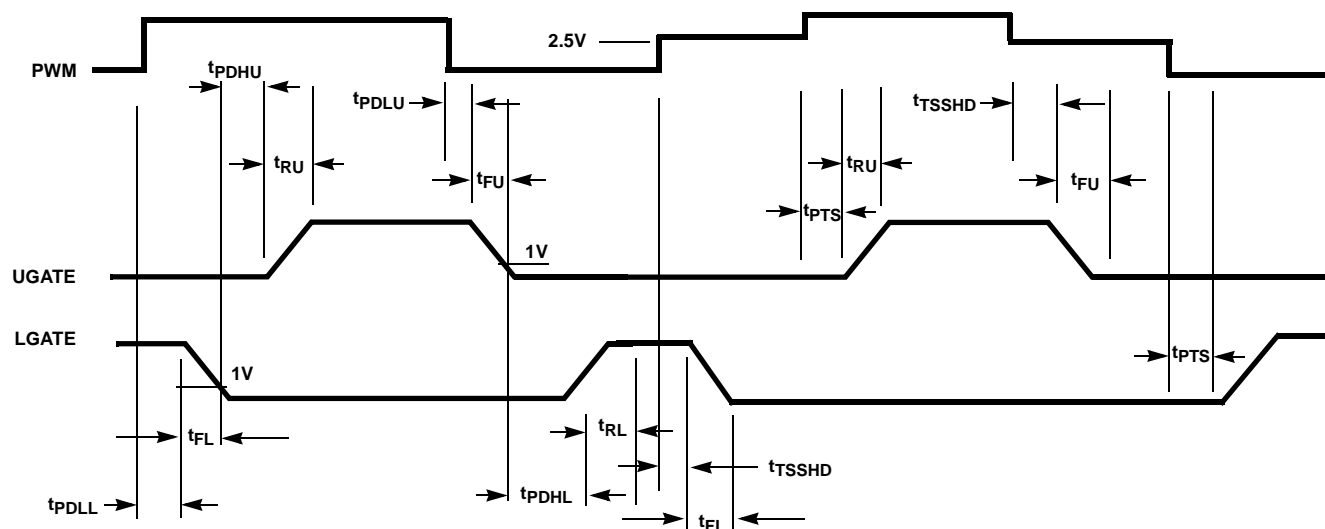 2.5V
PWM
tPDHU
tPDLU
tTSSHD
tRU
tFU
tRU
tFU
tPTS
1V
UGATE
LGATE
1V
tPTS
tFL
tRL
tTSSHD
tPDLL
tPDHL
tFL